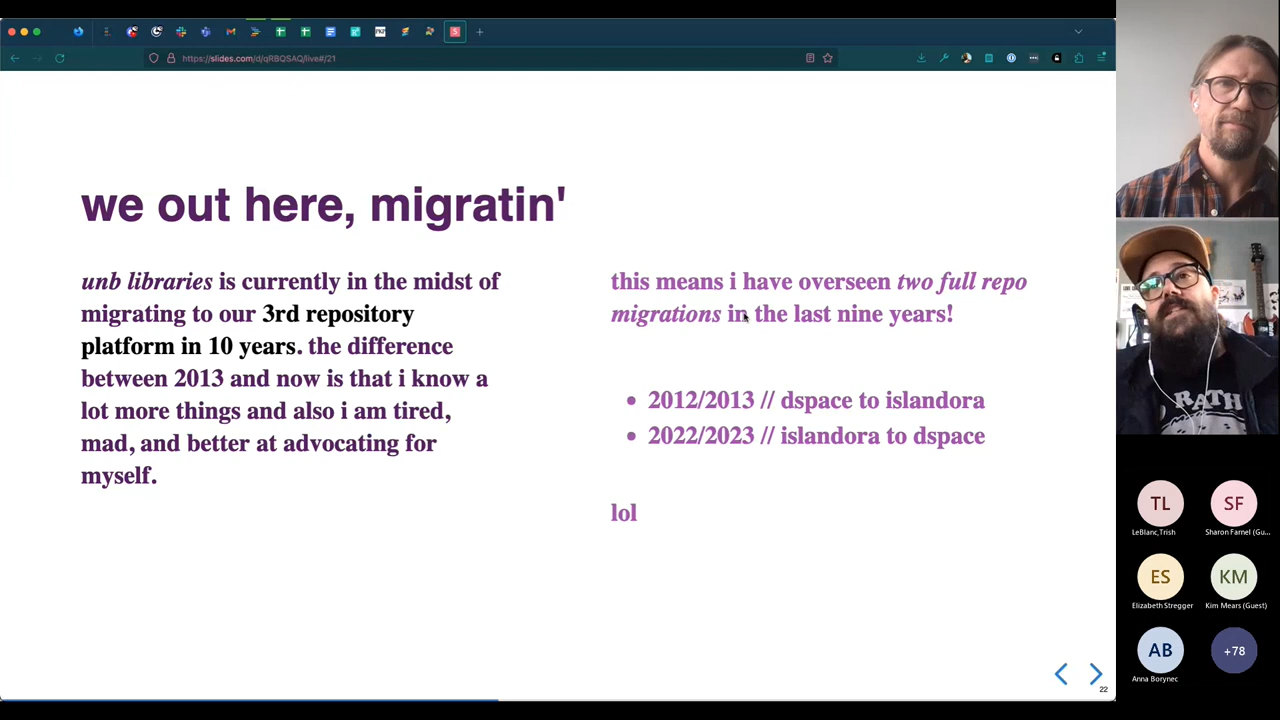 https://slides.com/d/qRBQSAQ/live#/21
we out here, migratin'
unb libraries is currently in the midst of
migrating to our 3rd repository
platform in 10 years. the difference
between 2013 and now is that i know a
lot more things and also i am tired,
mad, and better at advocating for
myself.
this means i have overseen two full repo
migrations in the last nine years!
2012/2013 // dspace to islandora
2022/2023 // islandora to dspace
lol
22
RATH
TL
LeBlanc,Trish
SF
Sharon Farnel (Gu...
ES
Elizabeth Stregger
KM
Kim Mears (Guest)
AB
Anna Borynec
+78